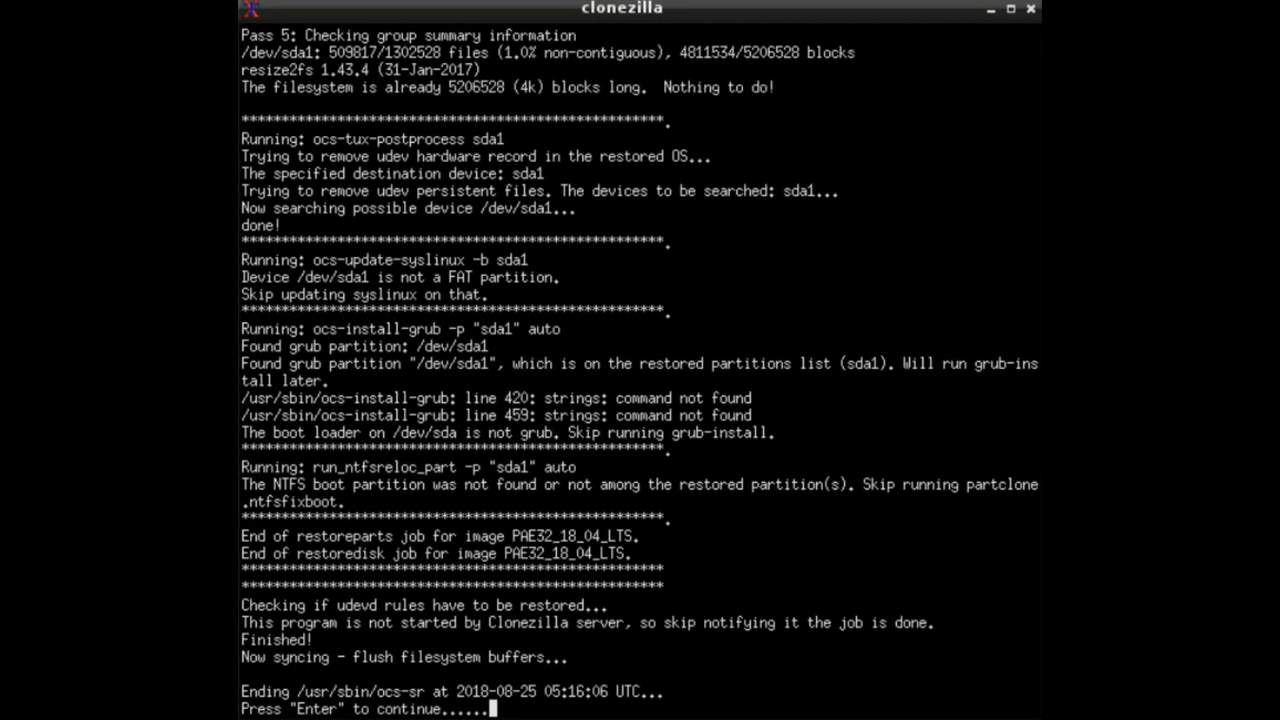 clonezilla
Pass 5: Checking group summary information
/dev/sda1: 509817/1302528 files (1.0% non-contiguous), 4811534/5206528 blocks
resize2fs 1.43.4 (31-Jan-2017)
The filesystem is already 5206528 (4k) blocks long.  Nothing to do!
*****************************************************.
Running: ocs-tux-postprocess sda1
Trying to remove udev hardware record in the restored OS...
The specified destination device: sda1
Trying to remove udev persistent files. The devices to be searched: sda1...
Now searching possible device /dev/sda1...
done!
*****************************************************.
Running: ocs-update-syslinux -b sda1
Device /dev/sda1 is not a FAT partition.
Skip updating syslinux on that.
*****************************************************.
Running: ocs-install-grub -p "sda1" auto
Found grub partition: /dev/sda1
Found grub partition "/dev/sda1", which is on the restored partitions list (sda1). Will run grub-ins
tall later.
/usr/sbin/ocs-install-grub: line 420: strings: command not found
/usr/sbin/ocs-install-grub: line 459: strings: command not found
The boot loader on /dev/sda is not grub. Skip running grub-install.
*****************************************************.
Running: run_ntfsreloc_part -p "sda1" auto
The NTFS boot partition was not found or not among the restored partition(s). Skip running partclone
.ntfsfixboot.
*****************************************************.
End of restoreparts job for image PAE32_18_04_LTS.
End of restoredisk job for image PAE32_18_04_LTS.
*****************************************************
*****************************************************
Checking if udevd rules have to be restored...
This program is not started by Clonezilla server, so skip notifying it the job is done.
Finished!
Now syncing - flush filesystem buffers...
Ending /usr/sbin/ocs-sr at 2018-08-25 05:16:06 UTC...
Press "Enter" to continue......